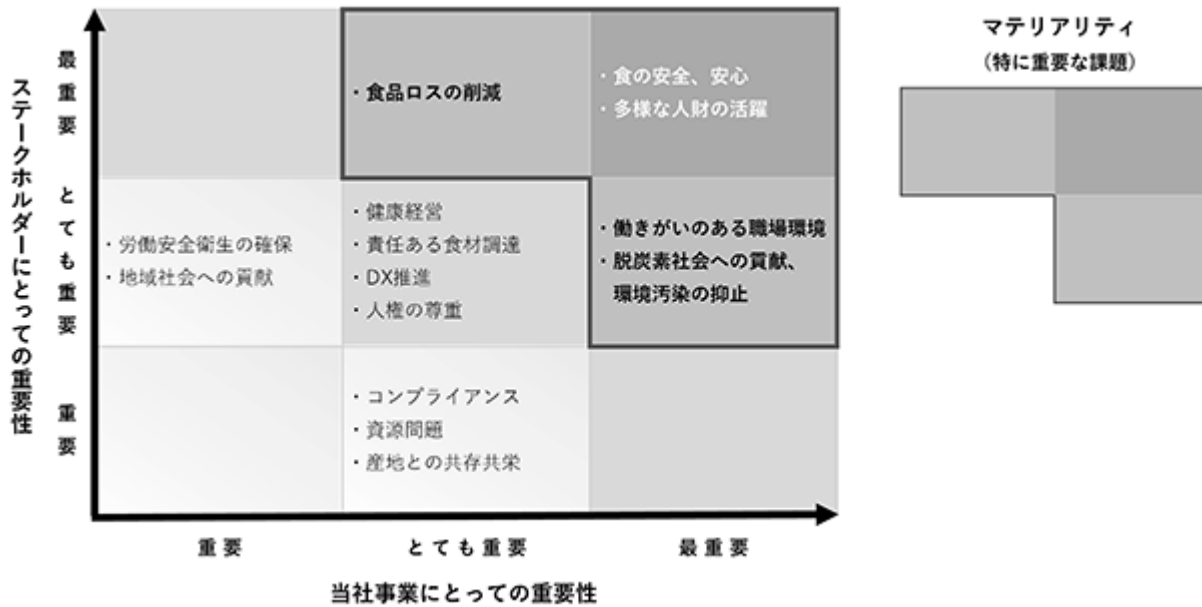 マテリアリティ
（特に重要な課題）
ステークホルダーにとっての重要性
最重要
とても重要
重要
・食品ロスの削減
・食の安全、安心
・多様な人財の活躍
・労働安全衛生の確保
・地域社会への貢献
・健康経営
・責任ある食材調達
・DX推進
・人権の尊重
・働きがいのある職場環境
・脱炭素社会への貢献、
環境汚染の抑止
・コンプライアンス
・資源問題
・産地との共存共栄
重要
とても重要
最重要
当社事業にとっての重要性